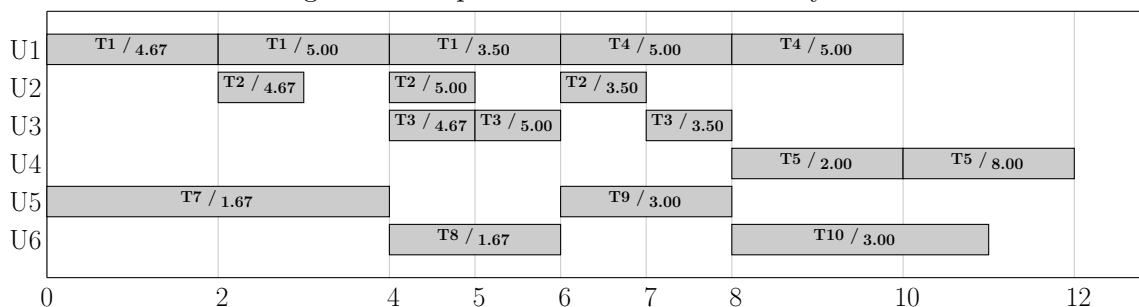 U1 T1 / 4.67 T1 / 5.00 T1 / 3.50 T4 / 5.00 T4 / 5.00
U2 T2 / 4.67 T2 / 5.00 T2 / 3.50
U3 T3 / 4.67 T3 / 5.00 T3 / 3.50
U4 T5 / 2.00 T5 / 8.00
U5 T7 / 1.67 T9 / 3.00
U6 T8 / 1.67 T10 / 3.00
0 2 4 5 6 7 8 10 12